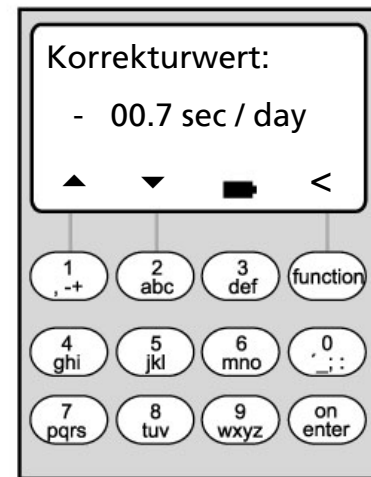 Korrekturwert:
- 00.7 sec / day
<
1 2 3 function
, -+ abc def
4 5 6 0
ghi jkl mno ´_; :
7 8 9 on
pqrs tuv wxyz enter